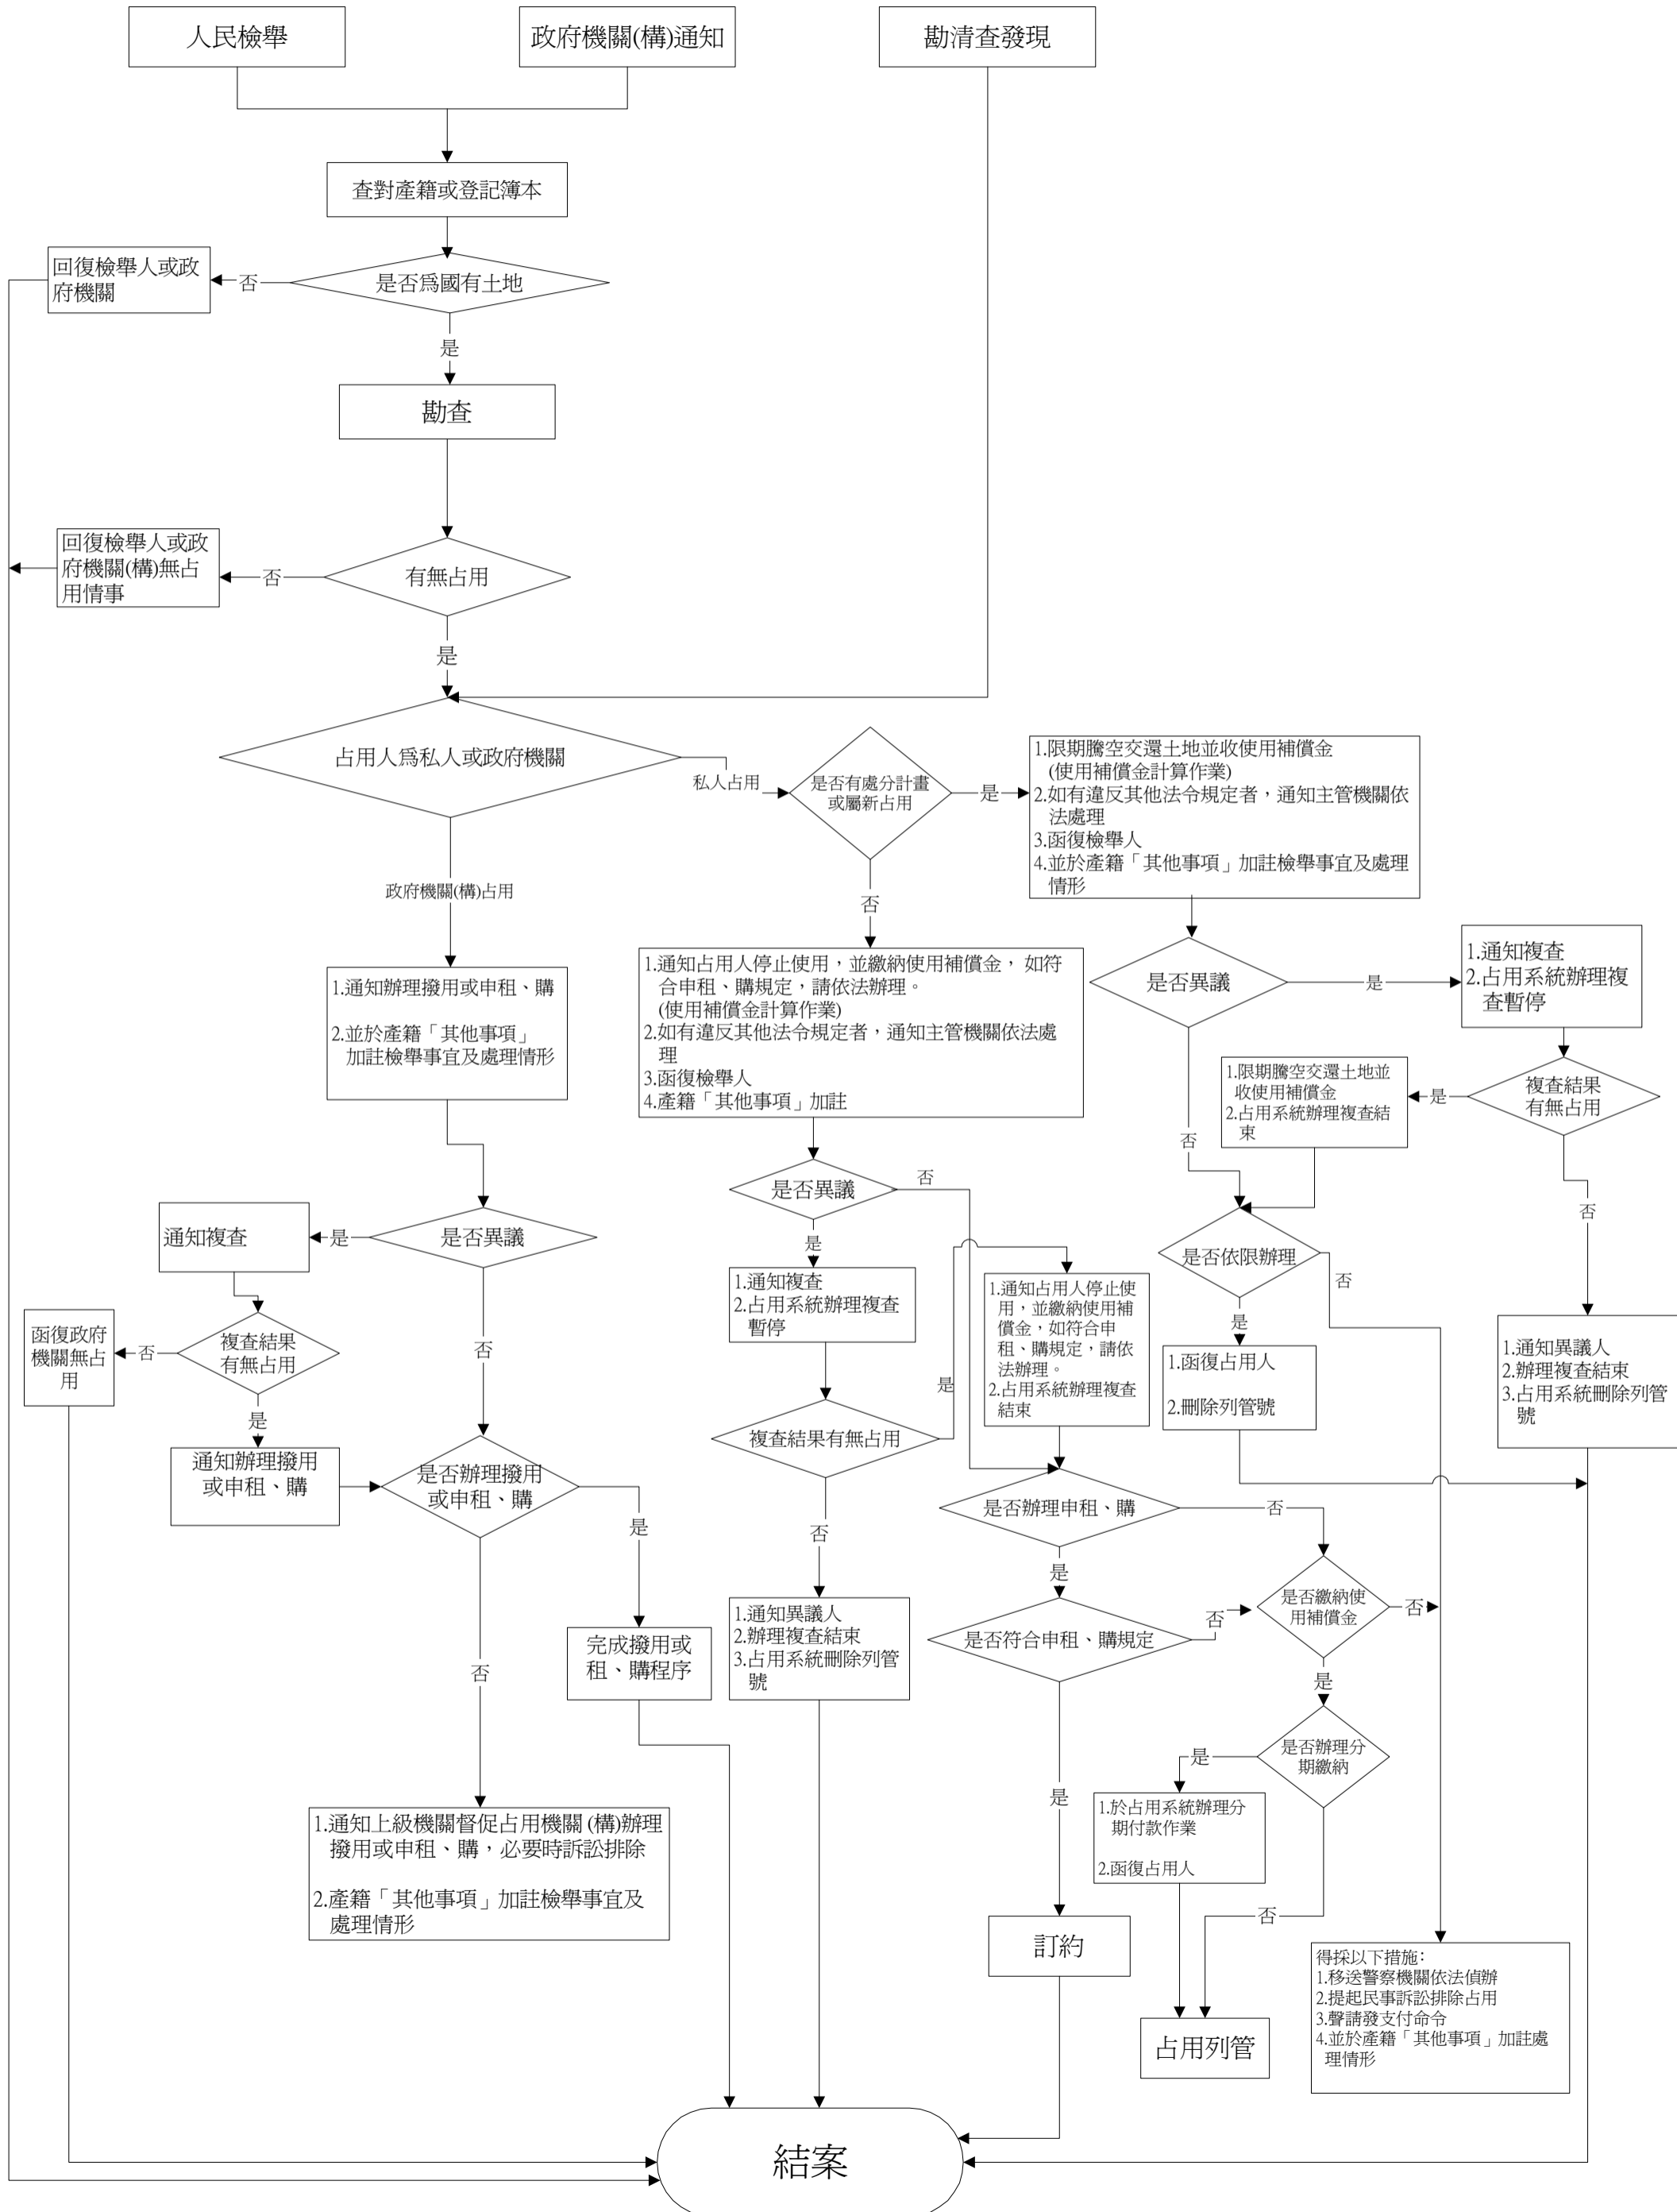 人民檢舉
政府機關(構)通知
勘清查發現
查對產籍或登記簿本
是否為國有土地
否
回復檢舉人或政
府機關
是
勘查
有無占用
否
回復檢舉人或政
府機關(構)無占
用情事
是
占用人為私人或政府機關
私人占用
是否有處分計畫
或屬新占用
是
1.限期騰空交還土地並收使用補償金
(使用補償金計算作業)
2.如有違反其他法令規定者，通知主管機關依
法處理
3.函復檢舉人
4.並於產籍「其他事項」加註檢舉事宜及處理
情形
政府機關(構)占用
否
1.通知辦理撥用或申租、購
2.並於產籍「其他事項」
加註檢舉事宜及處理情形
1.通知占用人停止使用，並繳納使用補償金， 如符
合申租、購規定，請依法辦理。
(使用補償金計算作業)
2.如有違反其他法令規定者，通知主管機關依法處
理
3.函復檢舉人
4.產籍「其他事項」加註
是否異議
是
1.通知複查
2.占用系統辦理複
查暫停
複查結果
有無占用
是
1.限期騰空交還土地並
收使用補償金
2.占用系統辦理複查結
束
否
否
是否依限辦理
否
是
1.函復占用人
2.刪除列管號
1.通知異議人
2.辦理複查結束
3.占用系統刪除列管
號
是否異議
否
是
1.通知複查
2.占用系統辦理複查
暫停
複查結果有無占用
是
1.通知占用人停止使
用，並繳納使用補
償金，如符合申
租、購規定，請依
法辦理。
2.占用系統辦理複查
結束
否
1.通知異議人
2.辦理複查結束
3.占用系統刪除列管
號
是否異議
是
通知複查
複查結果
有無占用
否
函復政府
機關無占
用
是
通知辦理撥用
或申租、購
否
是否辦理撥用
或申租、購
是
完成撥用或
租、購程序
否
1.通知上級機關督促占用機關(構)辦理
撥用或申租、購，必要時訴訟排除
2.產籍「其他事項」加註檢舉事宜及
處理情形
是否辦理申租、購
否
是
是否符合申租、購規定
否
是否繳納使
用補償金
否
是
是否辦理分
期繳納
是
1.於占用系統辦理分
期付款作業
2.函復占用人
否
占用列管
是
訂約
得採以下措施：
1.移送警察機關依法偵辦
2.提起民事訴訟排除占用
3.聲請發支付命令
4.並於產籍「其他事項」加註處
理情形
結案